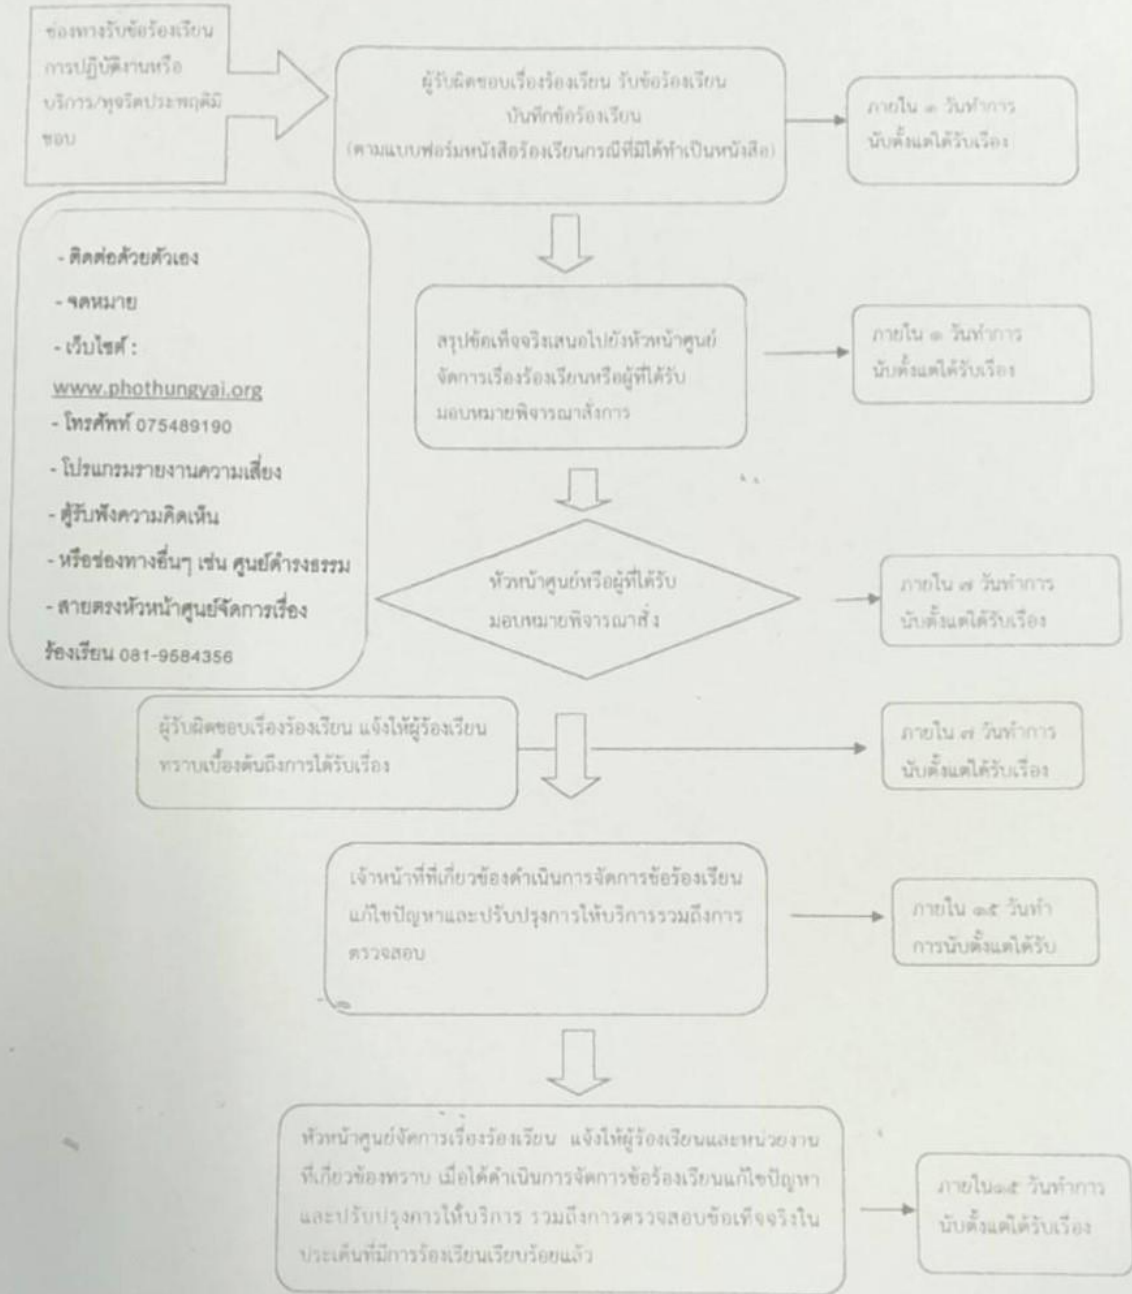 ช่องทางรับข้อร้องเรียน
การปฏิบัติงานหรือ
บริการ/ทุจริตประพฤติมิ
ชอบ
ผู้รับผิดชอบเรื่องร้องเรียน รับข้อร้องเรียน
บันทึกข้อร้องเรียน
(ตามแบบฟอร์มหนังสือร้องเรียนกรณีที่มิได้ทำเป็นหนังสือ)
ภายใน ๑ วันทำการ
นับตั้งแต่ได้รับเรื่อง
- ติดต่อด้วยตัวเอง
- จดหมาย
- เว็บไซต์ :
www.phothungyai.org
- โทรศัพท์ 075489190
- โปรแกรมรายงานความเสี่ยง
- ตู้รับฟังความคิดเห็น
- หรือช่องทางอื่นๆ เช่น ศูนย์ดำรงธรรม
- สายตรงหัวหน้าศูนย์จัดการเรื่อง
ร้องเรียน 081-9584356
สรุปข้อเท็จจริงเสนอไปยังหัวหน้าศูนย์
จัดการเรื่องร้องเรียนหรือผู้ที่ได้รับ
มอบหมายพิจารณาสั่งการ
ภายใน ๑ วันทำการ
นับตั้งแต่ได้รับเรื่อง
หัวหน้าศูนย์หรือผู้ที่ได้รับ
มอบหมายพิจารณาสั่ง
ภายใน ๗ วันทำการ
นับตั้งแต่ได้รับเรื่อง
ผู้รับผิดชอบเรื่องร้องเรียน แจ้งให้ผู้ร้องเรียน
ทราบเบื้องต้นถึงการได้รับเรื่อง
ภายใน ๗ วันทำการ
นับตั้งแต่ได้รับเรื่อง
เจ้าหน้าที่ที่เกี่ยวข้องดำเนินการจัดการข้อร้องเรียน
แก้ไขปัญหาและปรับปรุงการให้บริการรวมถึงการ
ตรวจสอบ
ภายใน ๑๕ วันทำ
การนับตั้งแต่ได้รับ
หัวหน้าศูนย์จัดการเรื่องร้องเรียน แจ้งให้ผู้ร้องเรียนและหน่วยงาน
ที่เกี่ยวข้องทราบ เมื่อได้ดำเนินการจัดการข้อร้องเรียนแก้ไขปัญหา
และปรับปรุงการให้บริการ รวมถึงการตรวจสอบข้อเท็จจริงใน
ประเด็นที่มีการร้องเรียนเรียบร้อยแล้ว
ภายใน๑๕ วันทำการ
นับตั้งแต่ได้รับเรื่อง